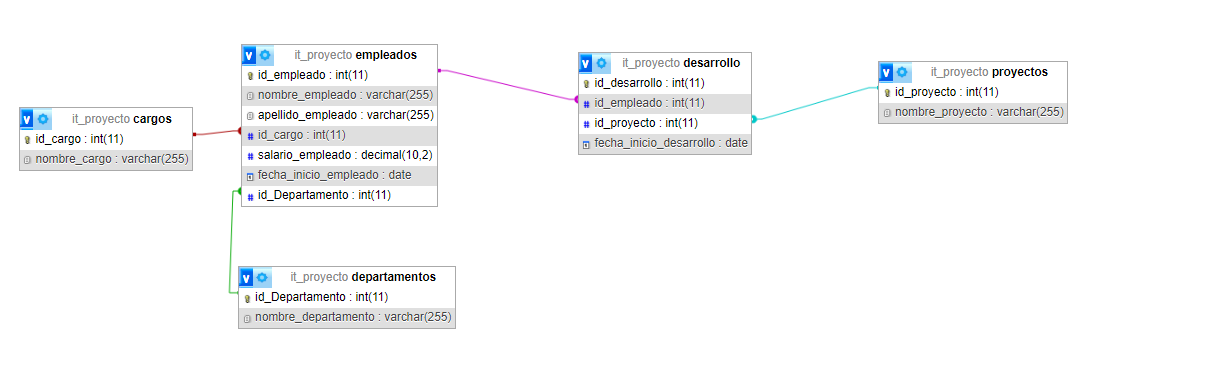 it_proyecto cargos
id_cargo : int(11)
nombre_cargo : varchar(255)
it_proyecto empleados
id_empleado : int(11)
nombre_empleado : varchar(255)
apellido_empleado : varchar(255)
id_cargo : int(11)
salario_empleado : decimal(10,2)
fecha_inicio_empleado : date
id_Departamento : int(11)
it_proyecto departamentos
id_Departamento : int(11)
nombre_departamento : varchar(255)
it_proyecto desarrollo
id_desarrollo : int(11)
id_empleado : int(11)
id_proyecto : int(11)
fecha_inicio_desarrollo : date
it_proyecto proyectos
id_proyecto : int(11)
nombre_proyecto : varchar(255)